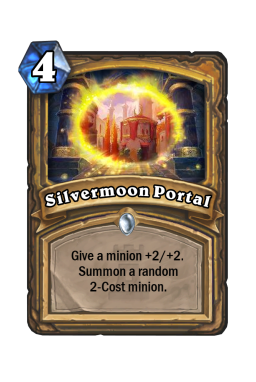 4
Silvermoon Portal
Give a minion +2/+2.
Summon a random
2-Cost minion.